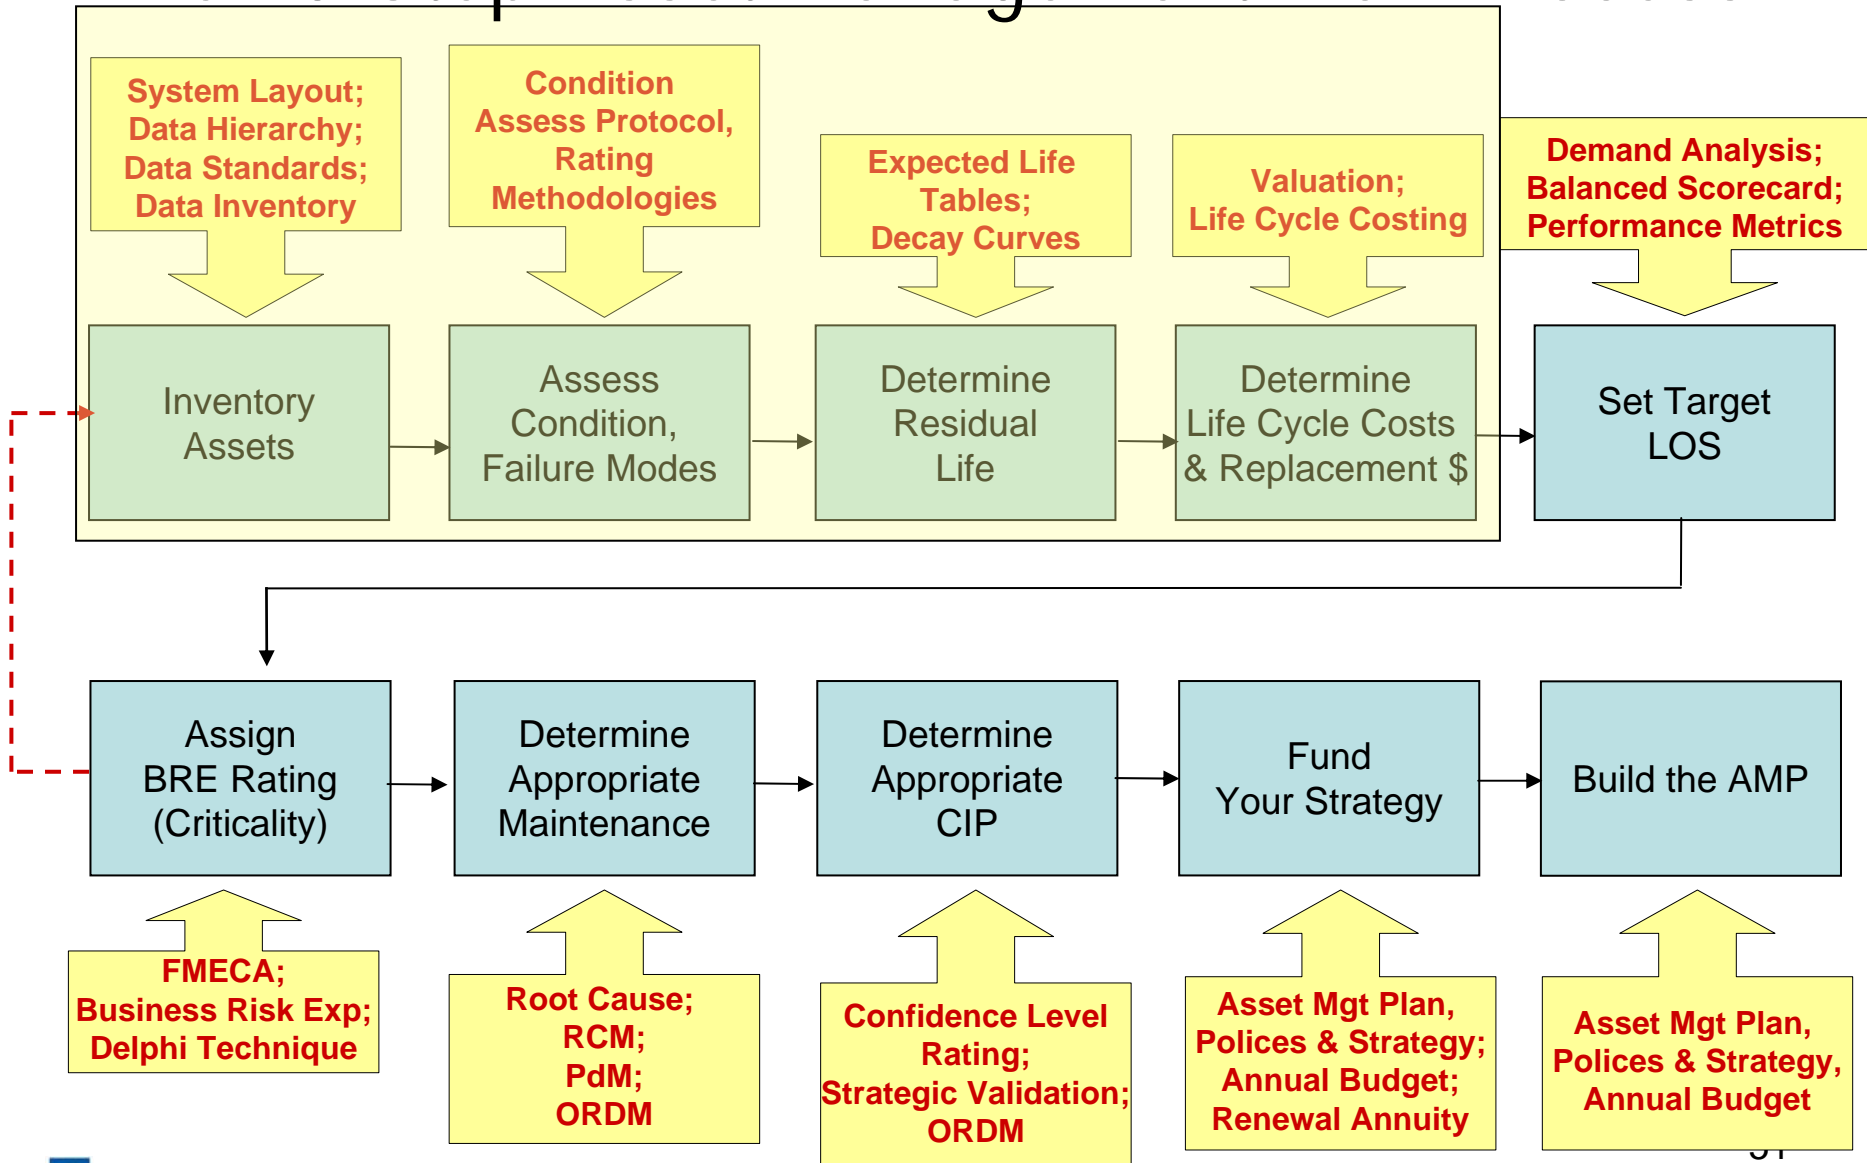 System Layout;
Data Hierarchy;
Data Standards;
Data Inventory
Condition
Assess Protocol,
Rating
Methodologies
Expected Life
Tables;
Decay Curves
Valuation;
Life Cycle Costing
Demand Analysis;
Balanced Scorecard;
Performance Metrics
Inventory
Assets
Assess
Condition,
Failure Modes
Determine
Residual
Life
Determine
Life Cycle Costs
& Replacement $
Set Target
LOS
Assign
BRE Rating
(Criticality)
Determine
Appropriate
Maintenance
Determine
Appropriate
CIP
Fund
Your Strategy
Build the AMP
FMECA;
Business Risk Exp;
Delphi Technique
Root Cause;
RCM;
PdM;
ORDM
Confidence Level
Rating;
Strategic Validation;
ORDM
Asset Mgt Plan,
Polices & Strategy;
Annual Budget;
Renewal Annuity
Asset Mgt Plan,
Polices & Strategy,
Annual Budget